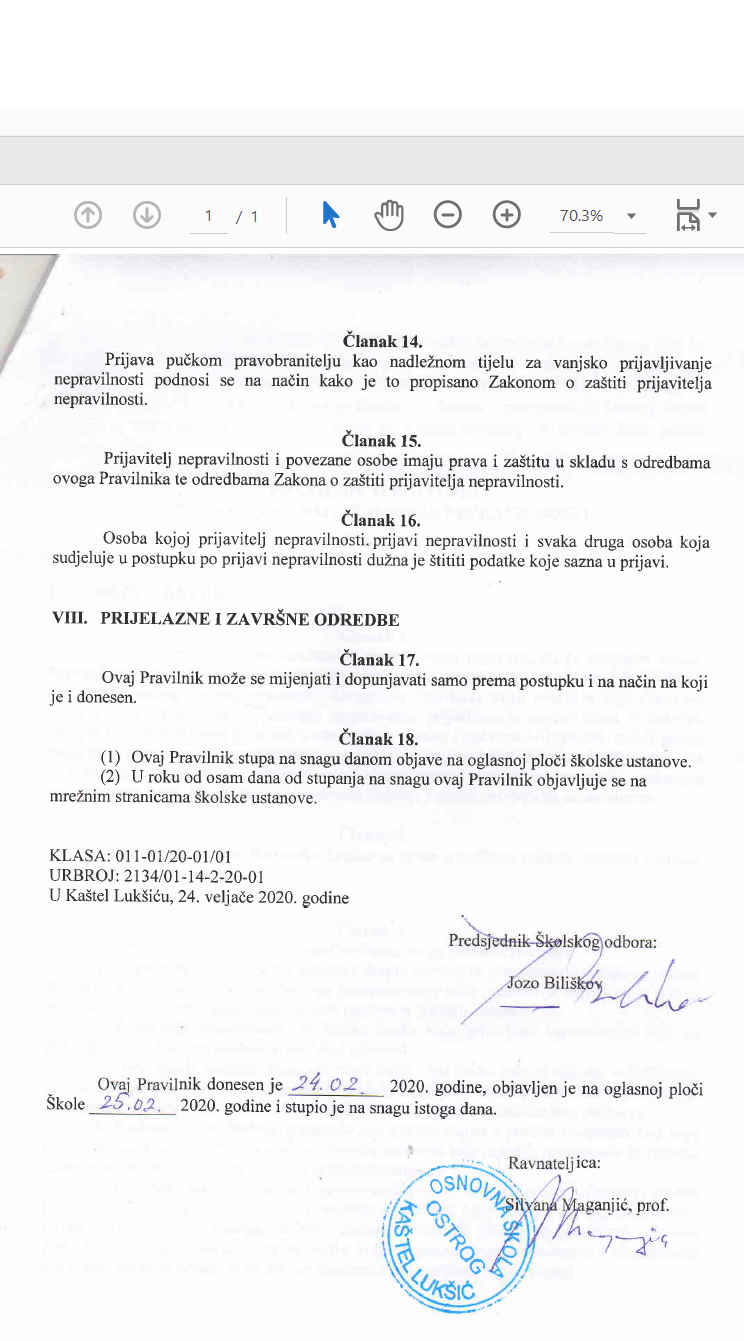 1 / 1
70.3%
Članak 14.
Prijava pučkom pravobranitelju kao nadležnom tijelu za vanjsko prijavljivanje
nepravilnosti podnosi se na način kako je to propisano Zakonom o zaštiti prijavitelja
nepravilnosti.
Članak 15.
Prijavitelj nepravilnosti i povezane osobe imaju prava i zaštitu u skladu s odredbama
ovoga Pravilnika te odredbama Zakona o zaštiti prijavitelja nepravilnosti.
Članak 16.
Osoba kojoj prijavitelj nepravilnosti prijavi nepravilnosti i svaka druga osoba koja
sudjeluje u postupku po prijavi nepravilnosti dužna je štititi podatke koje sazna u prijavi.
VIII. PRIJELAZNE I ZAVRŠNE ODREDBE
Članak 17.
Ovaj Pravilnik može se mijenjati i dopunjavati samo prema postupku i na način na koji
je i donesen.
Članak 18.
(1) Ovaj Pravilnik stupa na snagu danom objave na oglasnoj ploči školske ustanove.
(2) U roku od osam dana od stupanja na snagu ovaj Pravilnik objavljuje se na
mrežnim stranicama školske ustanove.
KLASA: 011-01/20-01/01
URBROJ: 2134/01-14-2-20-01
U Kaštel Lukšiću, 24. veljače 2020. godine
Predsjednik Školskog odbora:
Jozo Biliškov
Ovaj Pravilnik donesen je 24.02. 2020. godine, objavljen je na oglasnoj ploči
Škole 25.02. 2020. godine i stupio je na snagu istoga dana.
Ravnateljica:
Silvana Maganjić, prof.
OSNOVNA ŠKOLA
OSTROG
KAŠTEL LUKŠIĆ